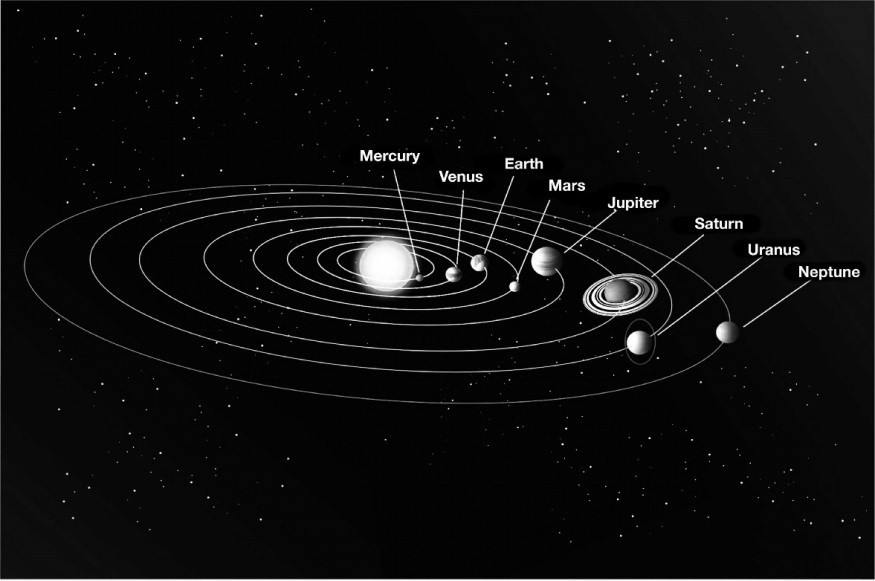 Mercury
Venus
Earth
Mars
Jupiter
Saturn
Uranus
Neptune